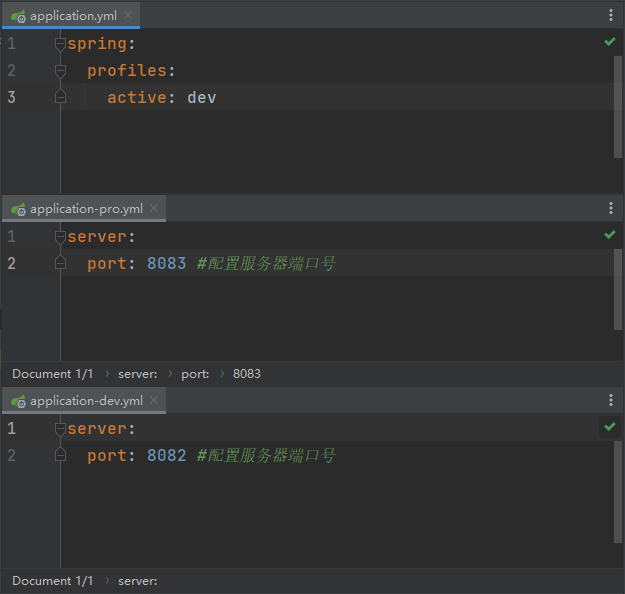 application.yml
1 spring:
2   profiles:
3     active: dev
application-pro.yml
1 server:
2   port: 8083 #配置服务器端口号
Document 1/1 › server: › port: › 8083
application-dev.yml
1 server:
2   port: 8082 #配置服务器端口号
Document 1/1 › server: